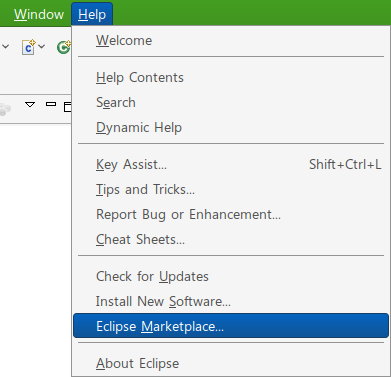 Window Help
Welcome
Help Contents
Search
Dynamic Help
Key Assist... Shift+Ctrl+L
Tips and Tricks...
Report Bug or Enhancement...
Cheat Sheets...
Check for Updates
Install New Software...
Eclipse Marketplace...
About Eclipse